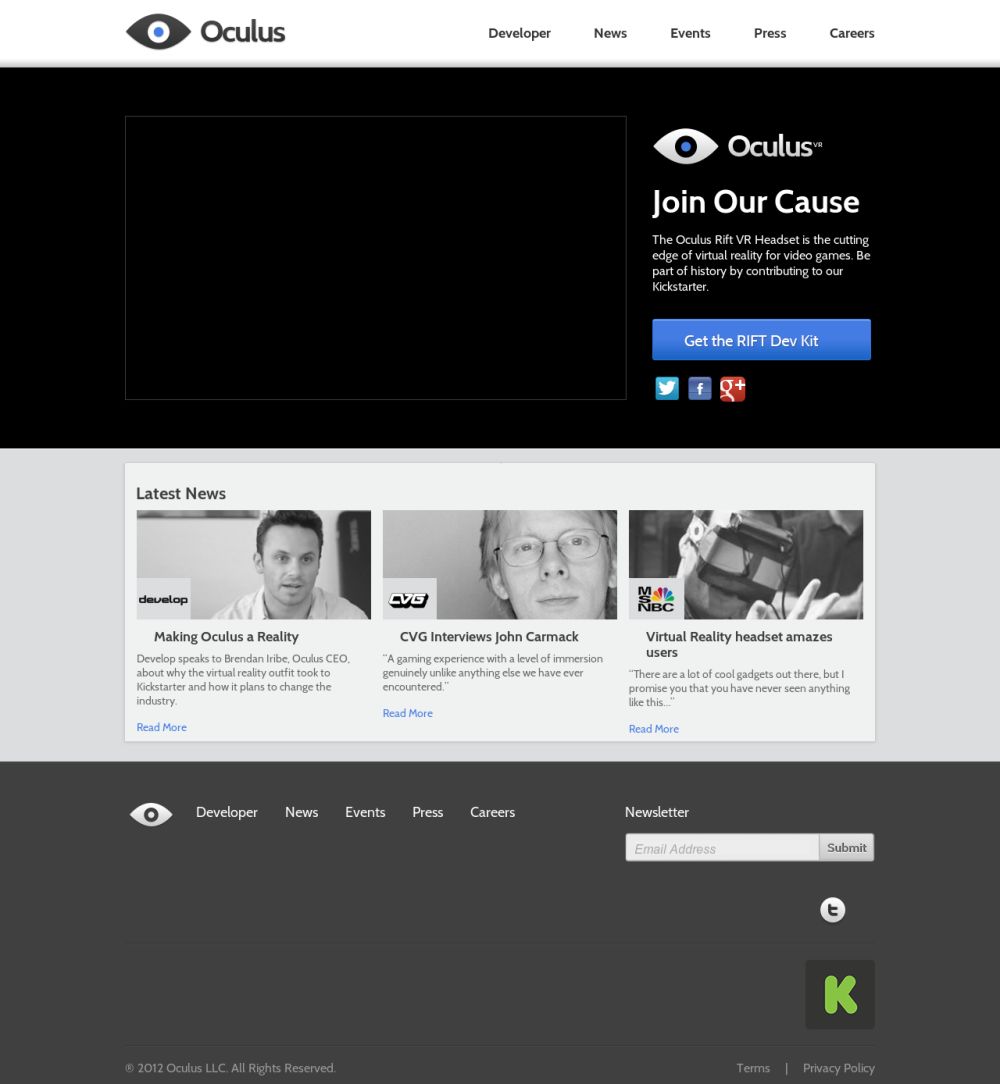 Oculus
Developer News Events Press Careers
Oculus VR
Join Our Cause
The Oculus Rift VR Headset is the cutting
edge of virtual reality for video games. Be
part of history by contributing to our
Kickstarter.
Get the RIFT Dev Kit
f
g+
Latest News
develop
CVG
MSNBC
Making Oculus a Reality
Develop speaks to Brendan Iribe, Oculus CEO,
about why the virtual reality outfit took to
Kickstarter and how it plans to change the
industry.
Read More
CVG Interviews John Carmack
“A gaming experience with a level of immersion
genuinely unlike anything else we have ever
encountered.”
Read More
Virtual Reality headset amazes
users
“There are a lot of cool gadgets out there, but I
promise you that you have never seen anything
like this...”
Read More
Developer News Events Press Careers
Newsletter
Email Address
Submit
t
K
® 2012 Oculus LLC. All Rights Reserved.
Terms | Privacy Policy